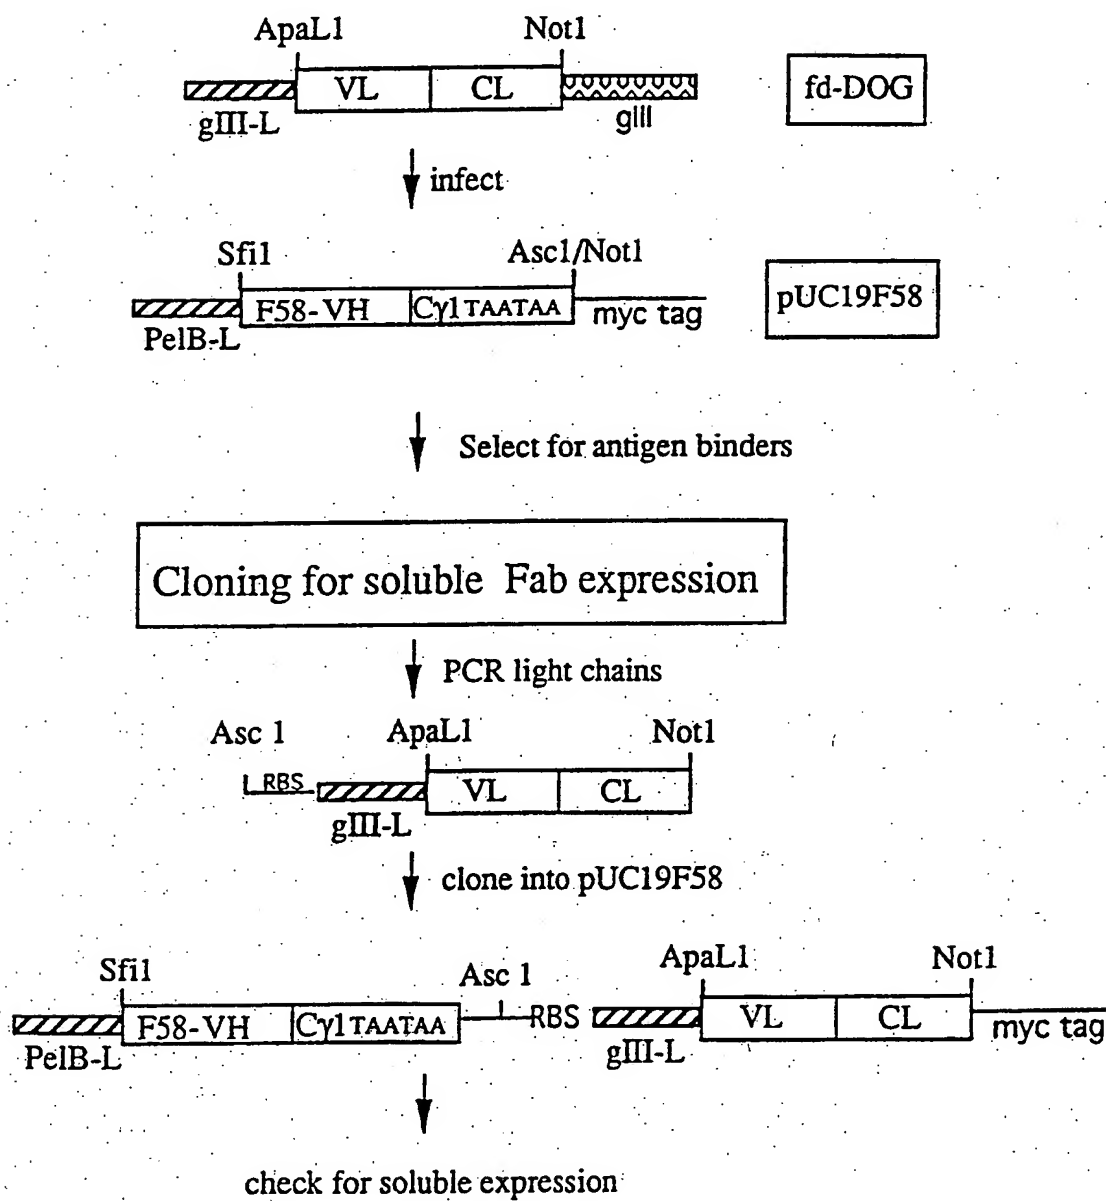 ApaL1 Not1
VL CL fd-DOG
gIII-L gIII
infect
Sfi1 Asc1/Not1
F58-VH Cγ1 TAATAA myc tag pUC19F58
PelB-L
Select for antigen binders
Cloning for soluble Fab expression
PCR light chains
Asc 1 ApaL1 Not1
RBS VL CL
gIII-L
clone into pUC19F58
Sfi1 Asc 1 ApaL1 Not1
F58-VH Cγ1 TAATAA RBS VL CL myc tag
PelB-L gIII-L
check for soluble expression